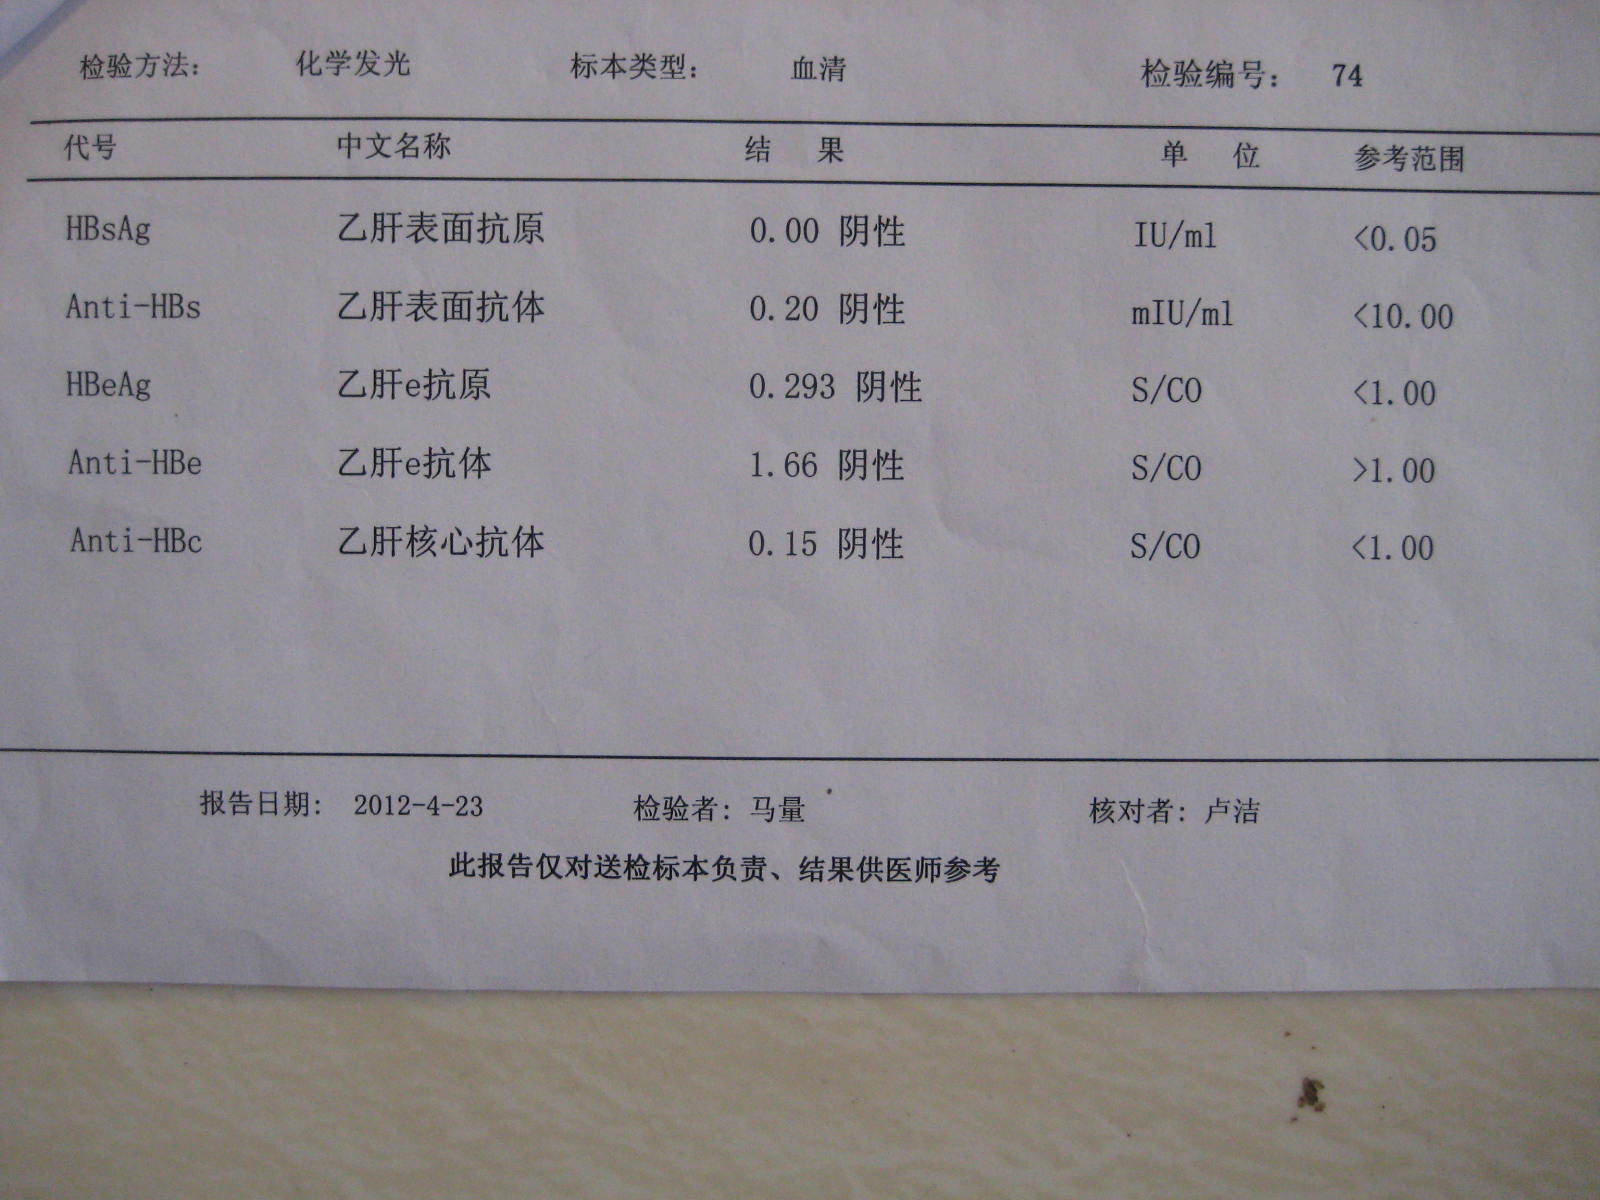 检验方法: 化学发光 标本类型: 血清 检验编号: 74
代号 中文名称 结 果 单 位 参考范围
HBsAg 乙肝表面抗原 0.00 阴性 IU/ml <0.05
Anti-HBs 乙肝表面抗体 0.20 阴性 mIU/ml <10.00
HBeAg 乙肝e抗原 0.293 阴性 S/CO <1.00
Anti-HBe 乙肝e抗体 1.66 阴性 S/CO >1.00
Anti-HBc 乙肝核心抗体 0.15 阴性 S/CO <1.00
报告日期: 2012-4-23 检验者: 马量 核对者: 卢洁
此报告仅对送检标本负责、结果供医师参考